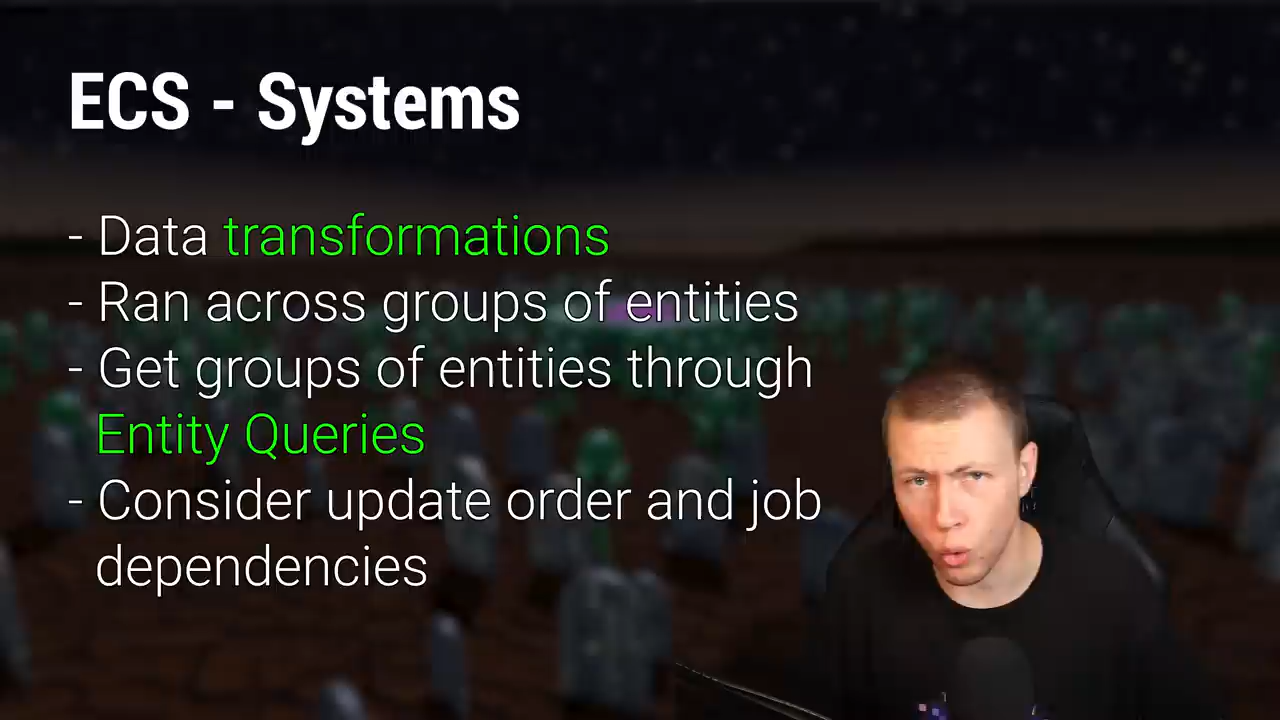 ECS - Systems
- Data transformations
- Ran across groups of entities
- Get groups of entities through
Entity Queries
- Consider update order and job
dependencies